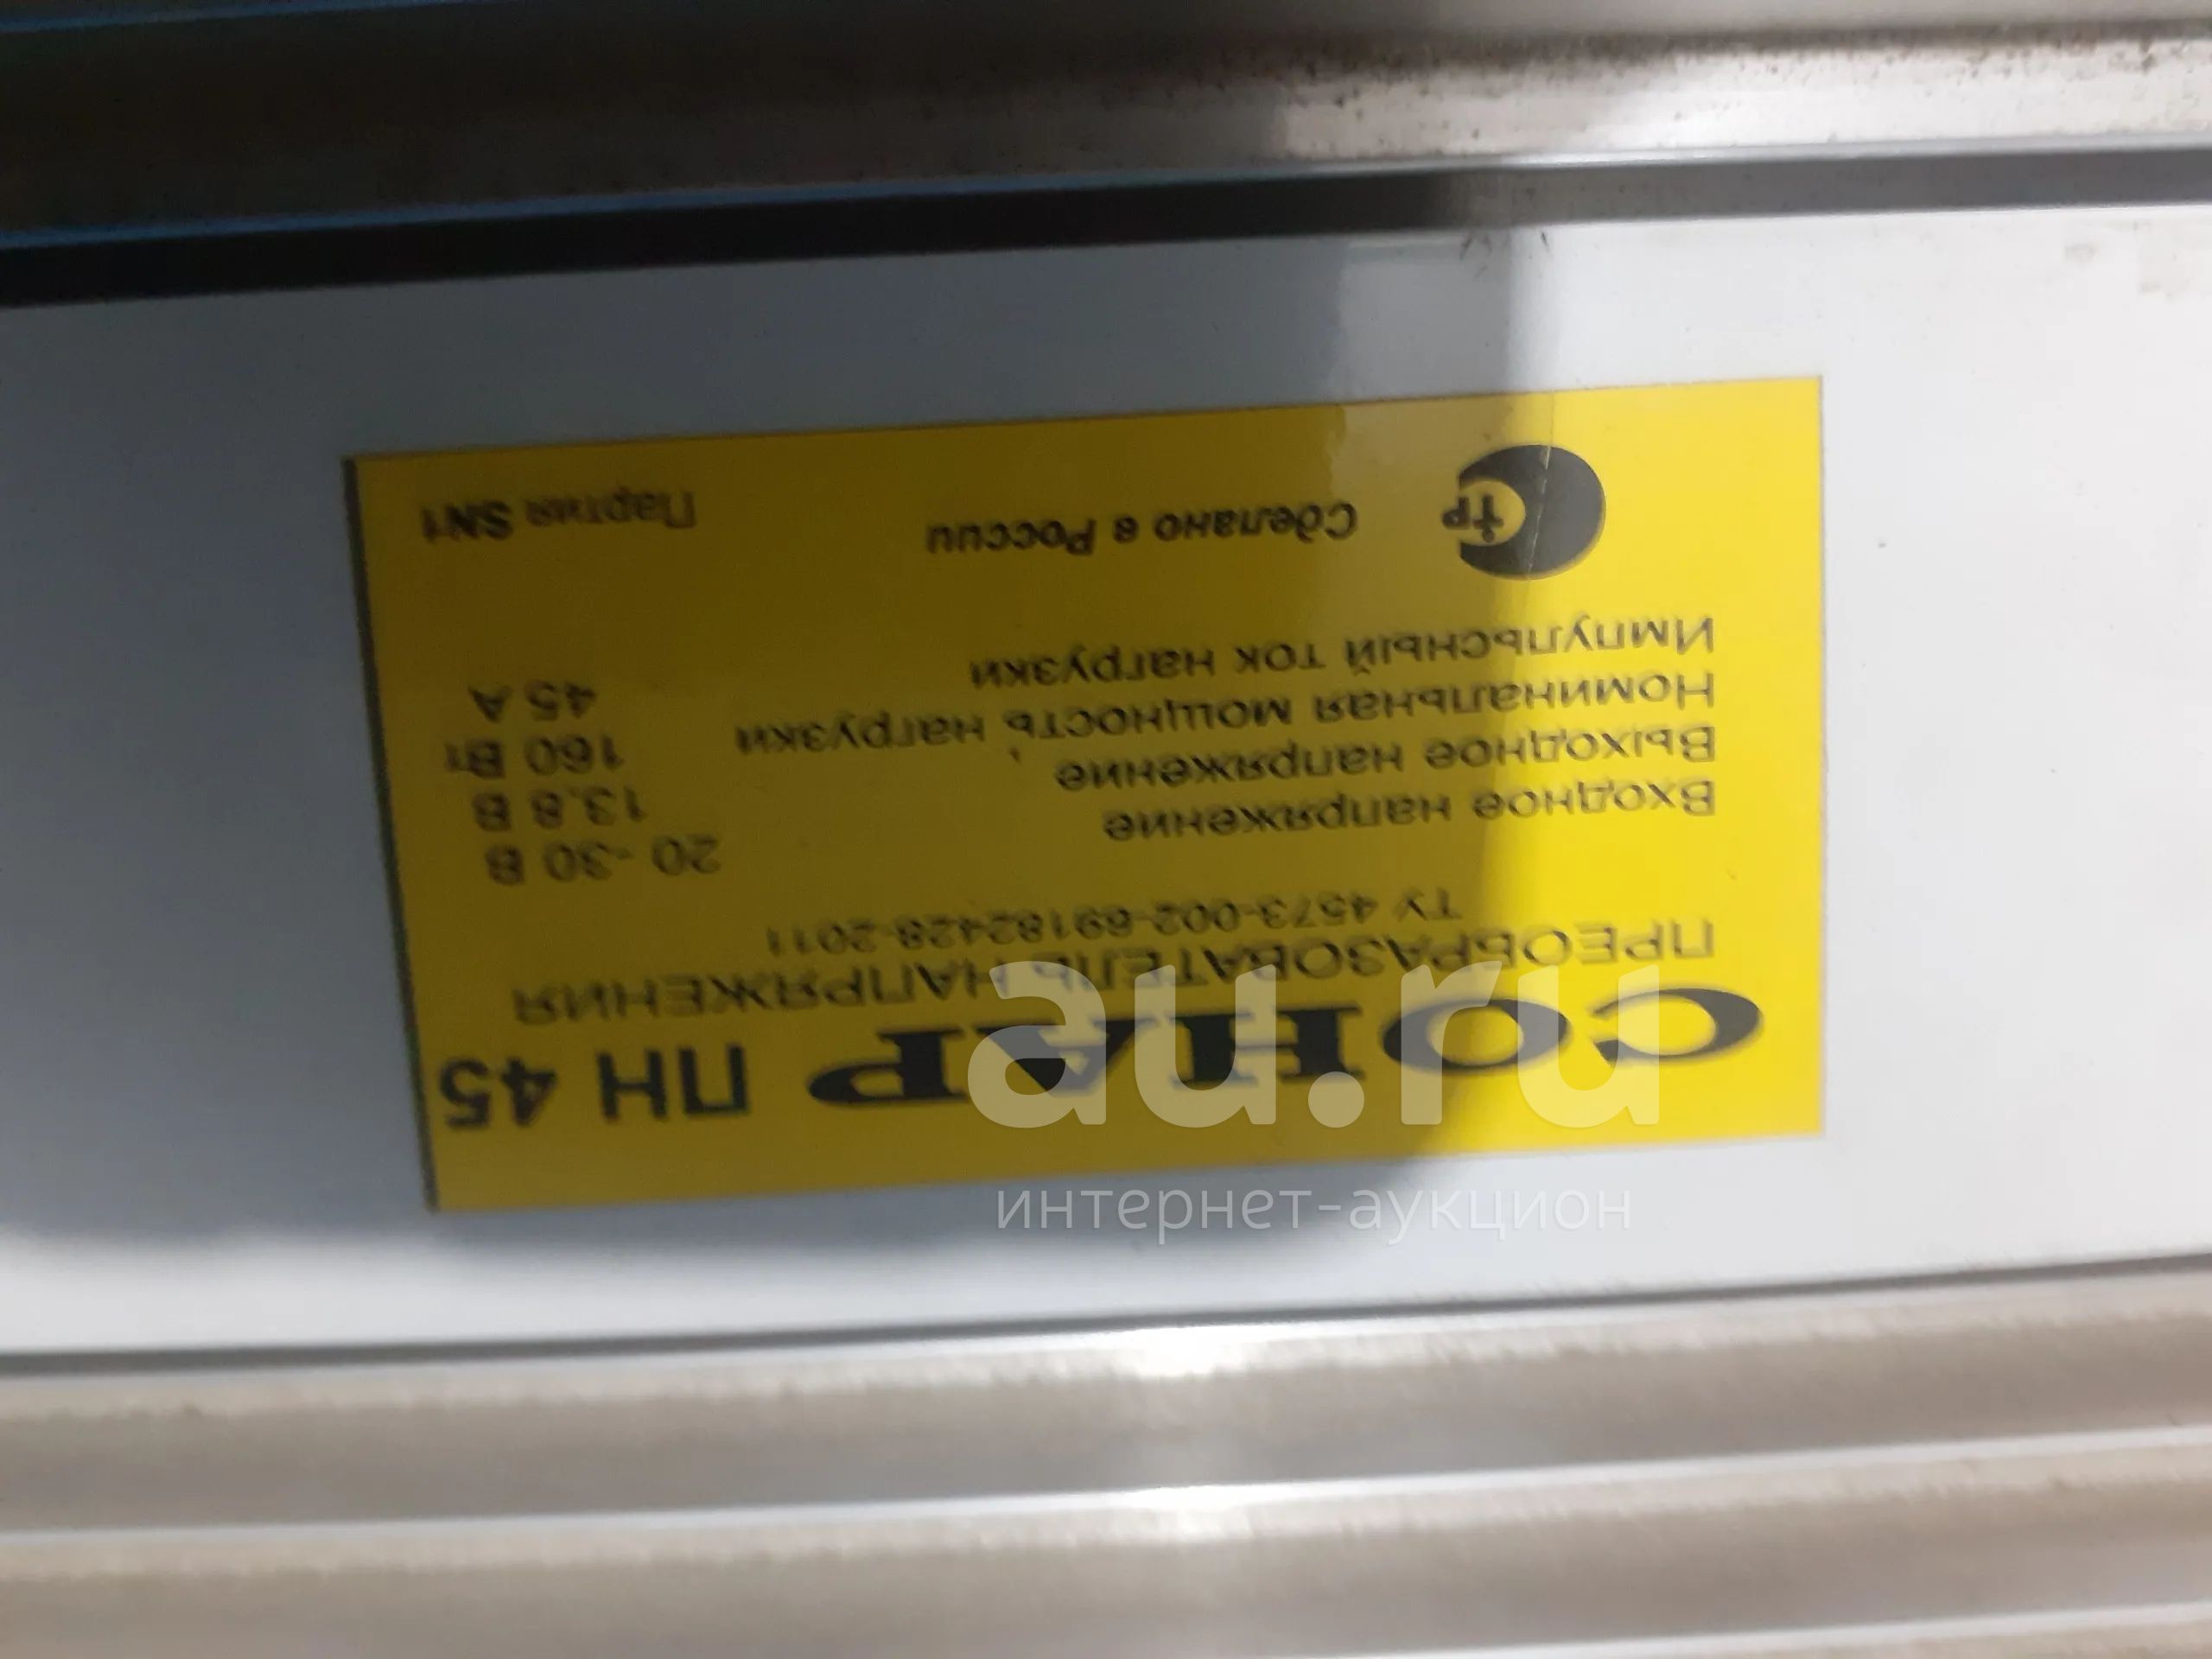 СОНАР ПН 45
ПРЕОБРАЗОВАТЕЛЬ НАПРЯЖЕНИЯ
ТУ 4573-002-69182428-2011
Входное напряжение 20 -30 В
Выходное напряжение 13.8 В
Номинальная мощность нагрузки 160 Вт
Импульсный ток нагрузки 45 А
Сделано в России Партия SN1
au.ru
интернет-аукцион